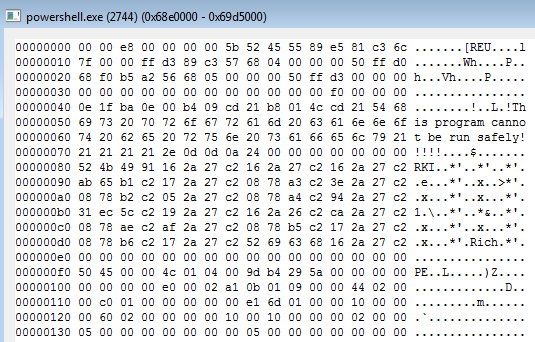 powershell.exe (2744) (0x68e0000 - 0x69d5000)
00000000 00 00 e8 00 00 00 00 5b 52 45 55 89 e5 81 c3 6c .......[REU....l
00000010 7f 00 00 ff d3 89 c3 57 68 04 00 00 00 50 ff d0 .......Wh....P..
00000020 68 f0 b5 a2 56 68 05 00 00 00 50 ff d3 00 00 00 h...Vh....P.....
00000030 00 00 00 00 00 00 00 00 00 00 00 00 f0 00 00 00 ................
00000040 0e 1f ba 0e 00 b4 09 cd 21 b8 01 4c cd 21 54 68 ........!..L.!Th
00000050 69 73 20 70 72 6f 67 72 61 6d 20 63 61 6e 6e 6f is program canno
00000060 74 20 62 65 20 72 75 6e 20 73 61 66 65 6c 79 21 t be run safely!
00000070 21 21 21 21 2e 0d 0d 0a 24 00 00 00 00 00 00 00 !!!!....$.......
00000080 52 4b 49 91 16 2a 27 c2 16 2a 27 c2 16 2a 27 c2 RKI..*'..*'..*'.
00000090 ab 65 b1 c2 17 2a 27 c2 08 78 a3 c2 3e 2a 27 c2 .e...*'..x..>*'.
000000a0 08 78 b2 c2 05 2a 27 c2 08 78 a4 c2 94 2a 27 c2 .x...*'..x...*'.
000000b0 31 ec 5c c2 19 2a 27 c2 16 2a 26 c2 ca 2a 27 c2 1.\..*'..*&..*'.
000000c0 08 78 ae c2 af 2a 27 c2 08 78 b5 c2 17 2a 27 c2 .x...*'..x...*'.
000000d0 08 78 b6 c2 17 2a 27 c2 52 69 63 68 16 2a 27 c2 .x...*'.Rich.*'.
000000e0 00 00 00 00 00 00 00 00 00 00 00 00 00 00 00 00 ................
000000f0 50 45 00 00 4c 01 04 00 9d b4 29 5a 00 00 00 00 PE..L.....)Z....
00000100 00 00 00 00 e0 00 02 a1 0b 01 09 00 00 44 02 00 .............D..
00000110 00 c0 01 00 00 00 00 00 e1 6d 01 00 00 10 00 00 .........m......
00000120 00 60 02 00 00 00 00 10 00 10 00 00 00 02 00 00 .`..............
00000130 05 00 00 00 00 00 00 00 05 00 00 00 00 00 00 00 ................